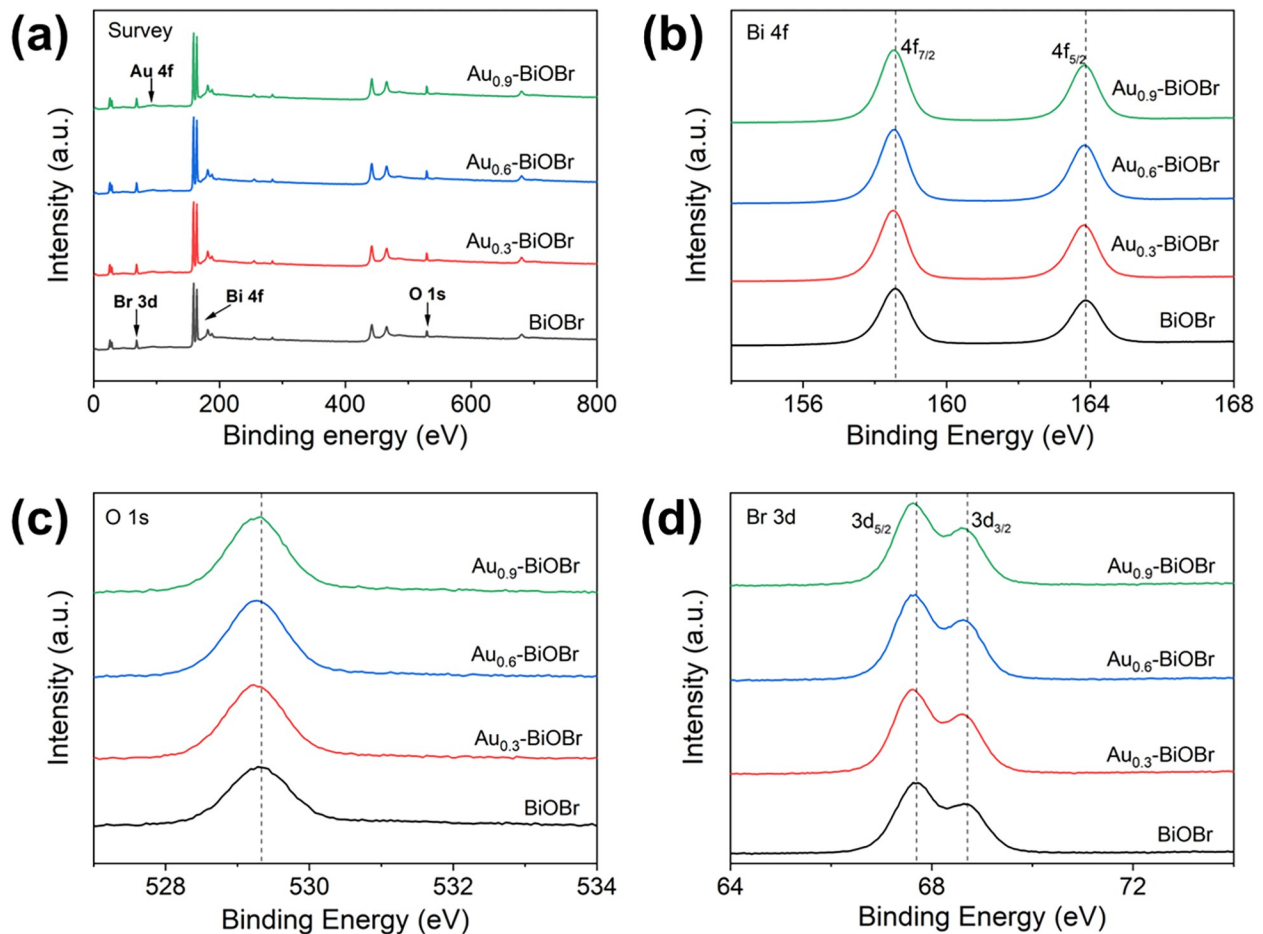 (a)
Survey
Au 4f
Au0.9-BiOBr
Au0.6-BiOBr
Au0.3-BiOBr
Br 3d
Bi 4f
O 1s
BiOBr
0 200 400 600 800
Binding energy (eV)
Intensity (a.u.)
(b)
Bi 4f
4f7/2
4f5/2
Au0.9-BiOBr
Au0.6-BiOBr
Au0.3-BiOBr
BiOBr
156 160 164 168
Binding Energy (eV)
Intensity (a.u.)
(c)
O 1s
Au0.9-BiOBr
Au0.6-BiOBr
Au0.3-BiOBr
BiOBr
528 530 532 534
Binding Energy (eV)
Intensity (a.u.)
(d)
Br 3d
3d5/2
3d3/2
Au0.9-BiOBr
Au0.6-BiOBr
Au0.3-BiOBr
BiOBr
64 68 72
Binding Energy (eV)
Intensity (a.u.)